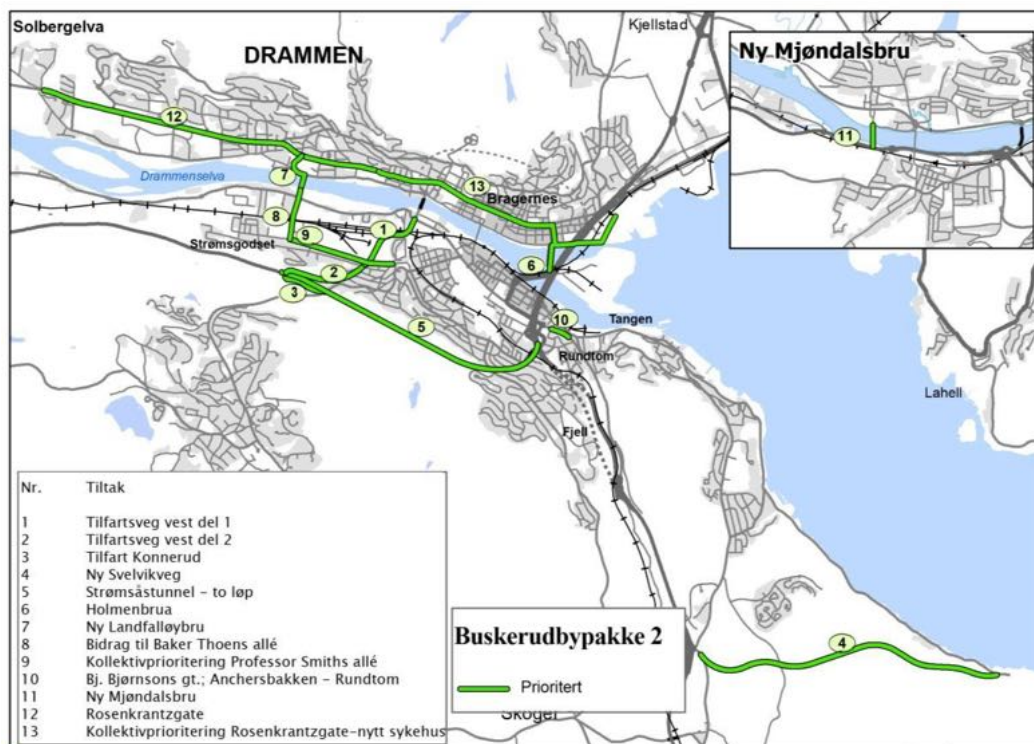 Solbergelva
Kjellstad
DRAMMEN
Ny Mjøndalsbru
11
12
7
Drammenselva
13
Bragernes
8
9
1
Strømsgodset
2
3
6
5
10
Tangen
Rundtom
Lahell
Fjell
Nr. Tiltak
1 Tilfartsveg vest del 1
2 Tilfartsveg vest del 2
3 Tilfart Konnerud
4 Ny Svelvikveg
5 Strømsåstunnel – to løp
6 Holmenbrua
7 Ny Landfalløybru
8 Bidrag til Baker Thoens allé
9 Kollektivprioritering Professor Smiths allé
10 Bj. Bjørnsons gt.; Anchersbakken – Rundtom
11 Ny Mjøndalsbru
12 Rosenkrantzgate
13 Kollektivprioritering Rosenkrantzgate-nytt sykehus
Buskerudbypakke 2
Prioritert
4
Skoger